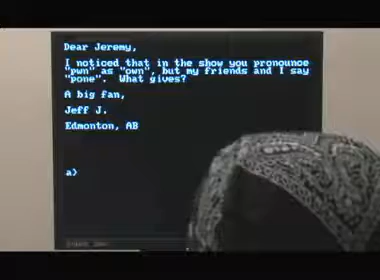 Dear Jeremy,
I noticed that in the show you pronounce
"pwn" as "own", but my friends and I say
"pone". What gives?
A big fan,
Jeff J.
Edmonton, AB
a>